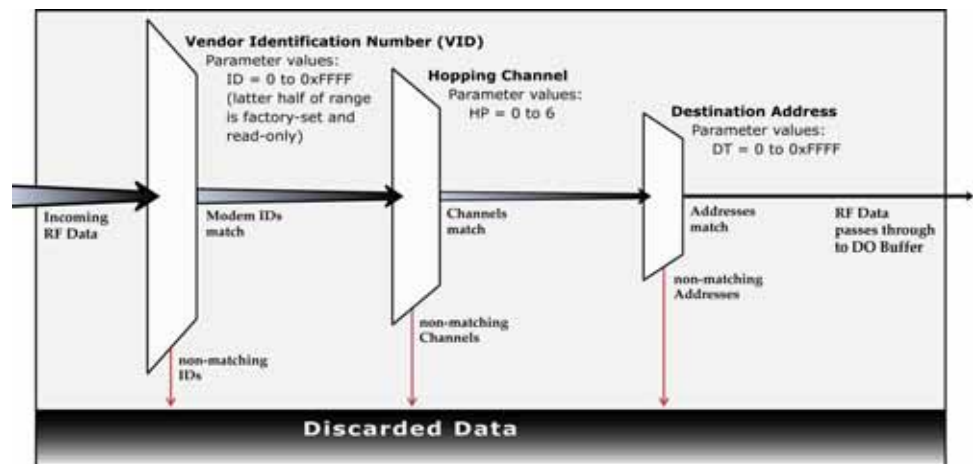 Vendor Identification Number (VID)
Parameter values:
ID = 0 to 0xFFFF
(latter half of range
is factory-set and
read-only)
Hopping Channel
Parameter values:
HP = 0 to 6
Destination Address
Parameter values:
DT = 0 to 0xFFFF
Incoming
RF Data
Modem IDs
match
Channels
match
Addresses
match
RF Data
passes through
to DO Buffer
non-matching
IDs
non-matching
Channels
non-matching
Addresses
Discarded Data